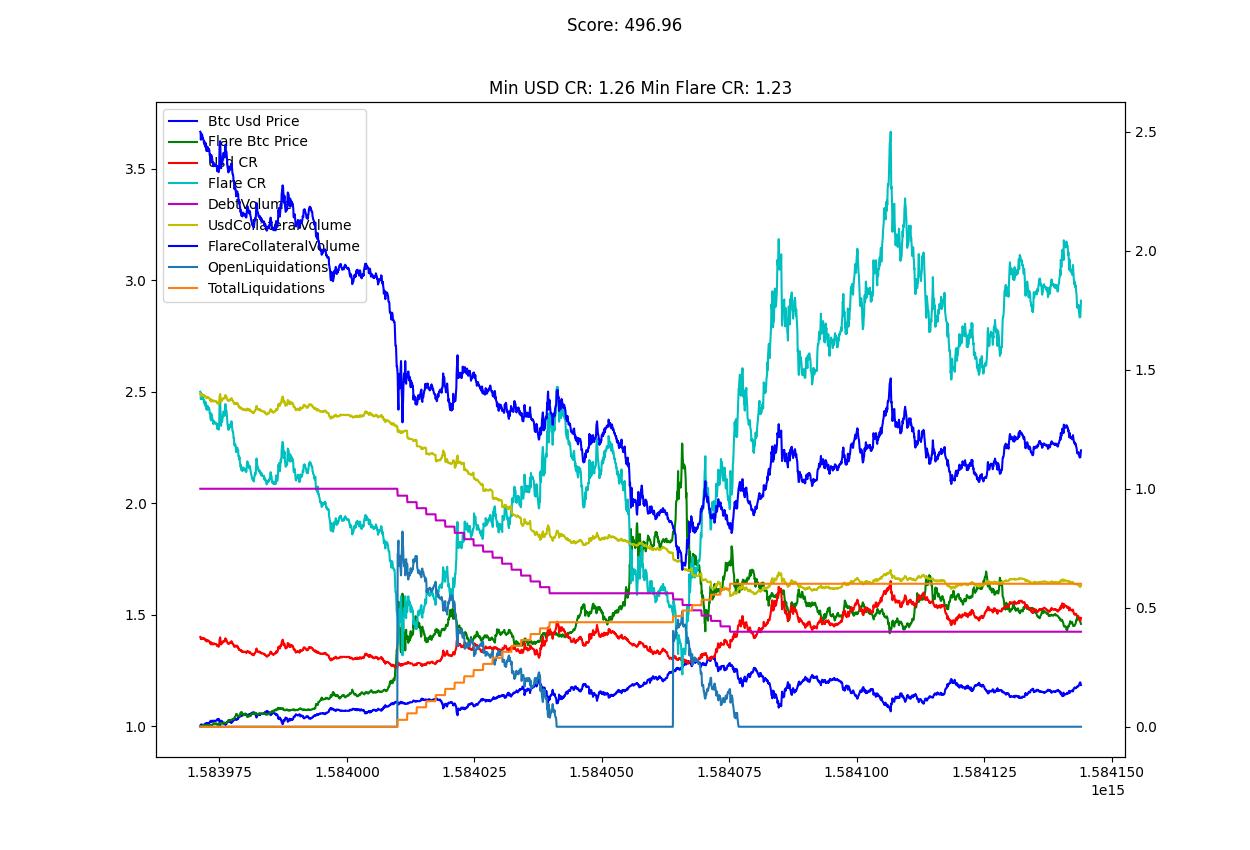 Score: 496.96
Min USD CR: 1.26 Min Flare CR: 1.23
Btc Usd Price
Flare Btc Price
Usd CR
Flare CR
DebtVolume
UsdCollateralVolume
FlareCollateralVolume
OpenLiquidations
TotalLiquidations
3.5
3.0
2.5
2.0
1.5
1.0
2.5
2.0
1.5
1.0
0.5
0.0
1.583975 1.584000 1.584025 1.584050 1.584075 1.584100 1.584125 1.584150
1e15